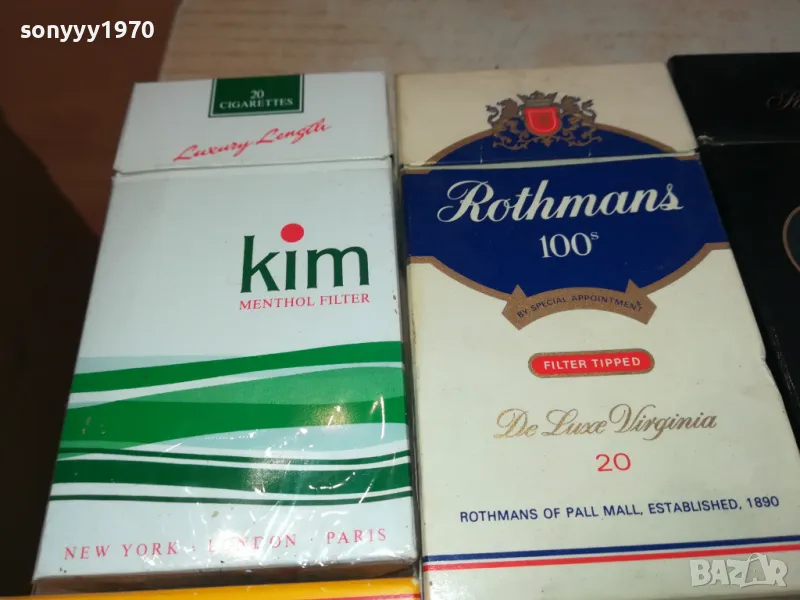 sonyyy1970
20
CIGARETTES
Luxury Length
kim
MENTHOL FILTER
NEW YORK · LONDON · PARIS
Rothmans
100s
BY SPECIAL APPOINTMENT
FILTER TIPPED
De Luxe Virginia
20
ROTHMANS OF PALL MALL, ESTABLISHED, 1890
BAZAR